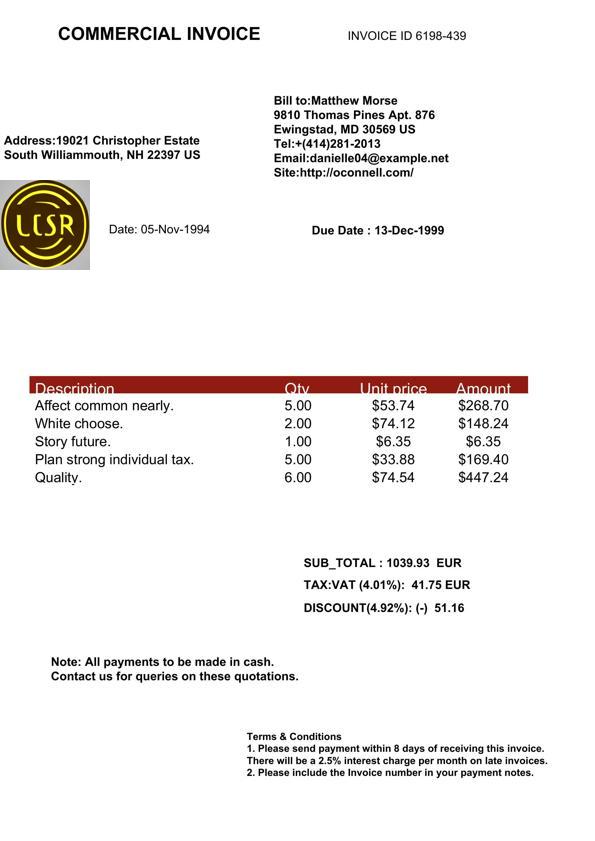 COMMERCIAL INVOICE
INVOICE ID 6198-439
Bill to:Matthew Morse
9810 Thomas Pines Apt. 876
Ewingstad, MD 30569 US
Tel:+(414)281-2013
Email:danielle04@example.net
Site:http://oconnell.com/
Address:19021 Christopher Estate
South Williammouth, NH 22397 US
Date: 05-Nov-1994
Due Date : 13-Dec-1999
Description Qty Unit price Amount
Affect common nearly. 5.00 $53.74 $268.70
White choose. 2.00 $74.12 $148.24
Story future. 1.00 $6.35 $6.35
Plan strong individual tax. 5.00 $33.88 $169.40
Quality. 6.00 $74.54 $447.24
SUB_TOTAL : 1039.93 EUR
TAX:VAT (4.01%): 41.75 EUR
DISCOUNT(4.92%): (-) 51.16
Note: All payments to be made in cash.
Contact us for queries on these quotations.
Terms & Conditions
1. Please send payment within 8 days of receiving this invoice.
There will be a 2.5% interest charge per month on late invoices.
2. Please include the Invoice number in your payment notes.